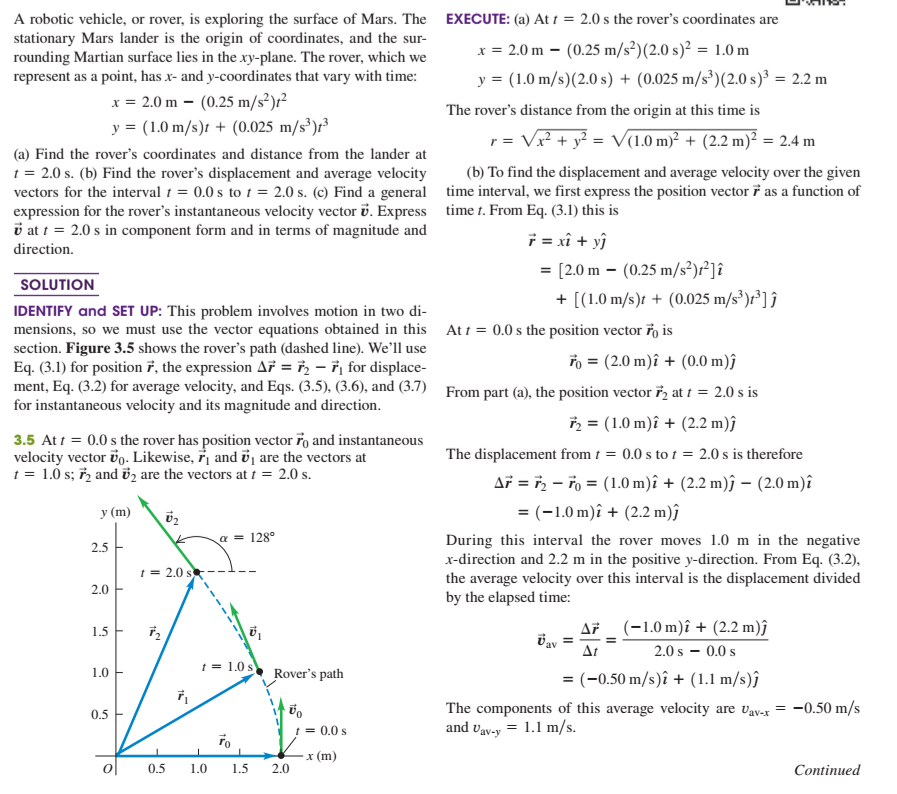 A robotic vehicle, or rover, is exploring the surface of Mars. The
stationary Mars lander is the origin of coordinates, and the sur-
rounding Martian surface lies in the xy-plane. The rover, which we
represent as a point, has x- and y-coordinates that vary with time:
x = 2.0 m − (0.25 m/s²)t²
y = (1.0 m/s)t + (0.025 m/s³)t³
(a) Find the rover's coordinates and distance from the lander at
t = 2.0 s. (b) Find the rover's displacement and average velocity
vectors for the interval t = 0.0 s to t = 2.0 s. (c) Find a general
expression for the rover's instantaneous velocity vector v⃗. Express
v⃗ at t = 2.0 s in component form and in terms of magnitude and
direction.
SOLUTION
IDENTIFY and SET UP: This problem involves motion in two di-
mensions, so we must use the vector equations obtained in this
section. Figure 3.5 shows the rover's path (dashed line). We'll use
Eq. (3.1) for position r⃗, the expression Δr⃗ = r⃗₂ − r⃗₁ for displace-
ment, Eq. (3.2) for average velocity, and Eqs. (3.5), (3.6), and (3.7)
for instantaneous velocity and its magnitude and direction.
3.5 At t = 0.0 s the rover has position vector r⃗₀ and instantaneous
velocity vector v⃗₀. Likewise, r⃗₁ and v⃗₁ are the vectors at
t = 1.0 s; r⃗₂ and v⃗₂ are the vectors at t = 2.0 s.
y (m)
v⃗₂
α = 128°
2.5
t = 2.0 s
2.0
1.5
r⃗₂
v⃗₁
t = 1.0 s
1.0
Rover's path
r⃗₁
0.5
v⃗₀
t = 0.0 s
r⃗₀
x (m)
O
0.5
1.0
1.5
2.0
EXECUTE: (a) At t = 2.0 s the rover's coordinates are
x = 2.0 m − (0.25 m/s²)(2.0 s)² = 1.0 m
y = (1.0 m/s)(2.0 s) + (0.025 m/s³)(2.0 s)³ = 2.2 m
The rover's distance from the origin at this time is
r = √(x² + y²) = √((1.0 m)² + (2.2 m)²) = 2.4 m
(b) To find the displacement and average velocity over the given
time interval, we first express the position vector r⃗ as a function of
time t. From Eq. (3.1) this is
r⃗ = xî + yĵ
= [2.0 m − (0.25 m/s²)t²]î
+ [(1.0 m/s)t + (0.025 m/s³)t³]ĵ
At t = 0.0 s the position vector r⃗₀ is
r⃗₀ = (2.0 m)î + (0.0 m)ĵ
From part (a), the position vector r⃗₂ at t = 2.0 s is
r⃗₂ = (1.0 m)î + (2.2 m)ĵ
The displacement from t = 0.0 s to t = 2.0 s is therefore
Δr⃗ = r⃗₂ − r⃗₀ = (1.0 m)î + (2.2 m)ĵ − (2.0 m)î
= (−1.0 m)î + (2.2 m)ĵ
During this interval the rover moves 1.0 m in the negative
x-direction and 2.2 m in the positive y-direction. From Eq. (3.2),
the average velocity over this interval is the displacement divided
by the elapsed time:
v⃗av = Δr⃗/Δt = ((−1.0 m)î + (2.2 m)ĵ)/(2.0 s − 0.0 s)
= (−0.50 m/s)î + (1.1 m/s)ĵ
The components of this average velocity are vav-x = −0.50 m/s
and vav-y = 1.1 m/s.
Continued